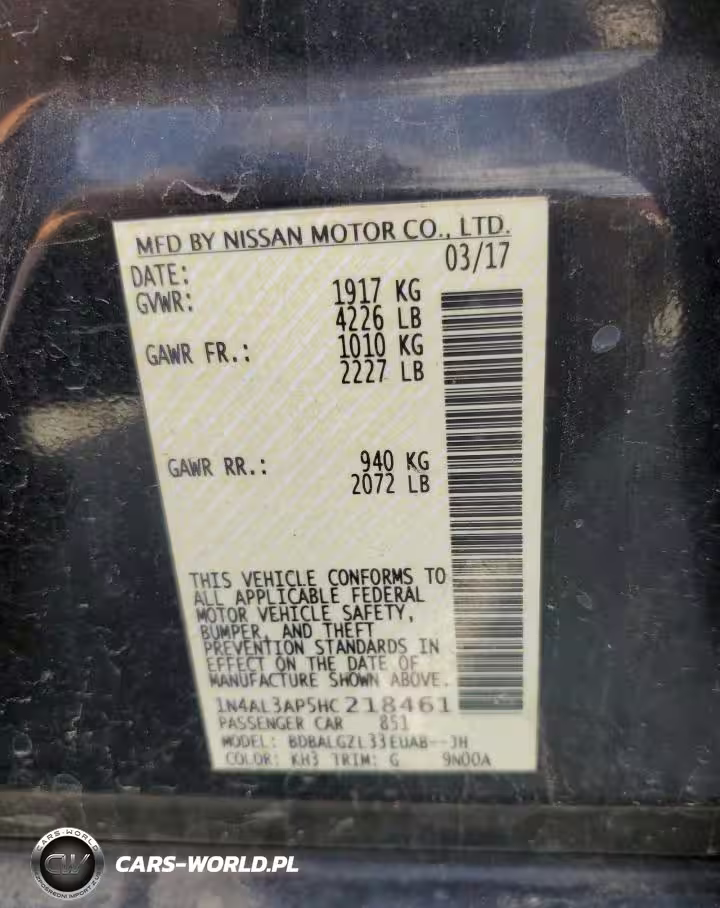 MFD BY NISSAN MOTOR CO., LTD.
DATE: 03/17
GVWR: 1917 KG
4226 LB
GAWR FR.: 1010 KG
2227 LB
GAWR RR.: 940 KG
2072 LB
THIS VEHICLE CONFORMS TO
ALL APPLICABLE FEDERAL
MOTOR VEHICLE SAFETY,
BUMPER, AND THEFT
PREVENTION STANDARDS IN
EFFECT ON THE DATE OF
MANUFACTURE SHOWN ABOVE.
1N4AL3AP5HC218461
PASSENGER CAR 851
MODEL: BDBALGZL33EUAB--JH
COLOR: KH3 TRIM: G 9N00A
CARS-WORLD
CW
CARS-WORLD.PL